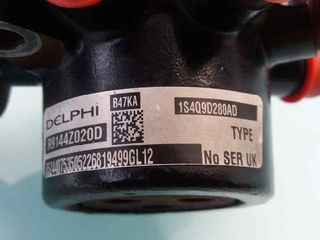 B47KA
DELPHI
1S4Q9D280AD
R9144Z020D
TYPE
No SER UK